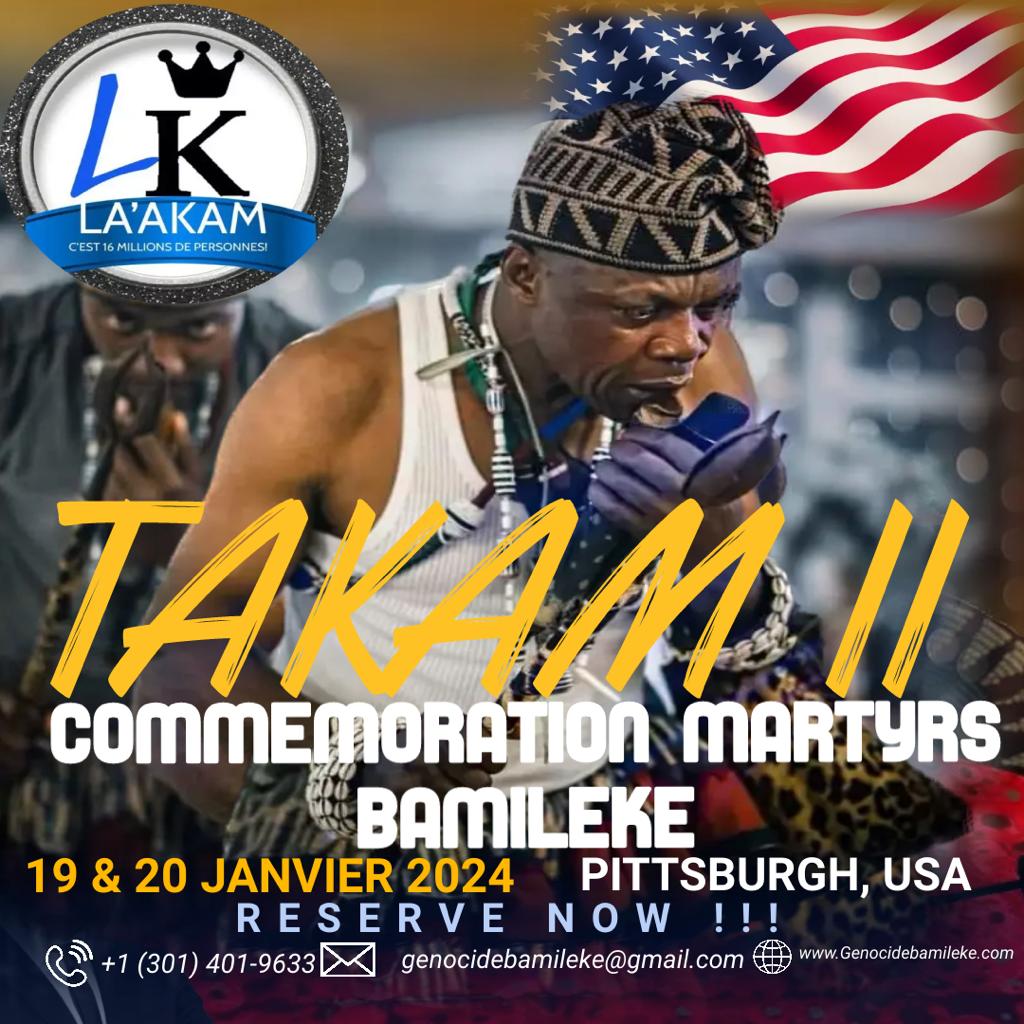 LK
LA'AKAM
C'EST 16 MILLIONS DE PERSONNES!
TAKAM II
COMMEMORATION MARTYRS
BAMILEKE
19 & 20 JANVIER 2024 PITTSBURGH, USA
RESERVE NOW !!!
+1 (301) 401-9633 genocidebamileke@gmail.com www.Genocidebamileke.com